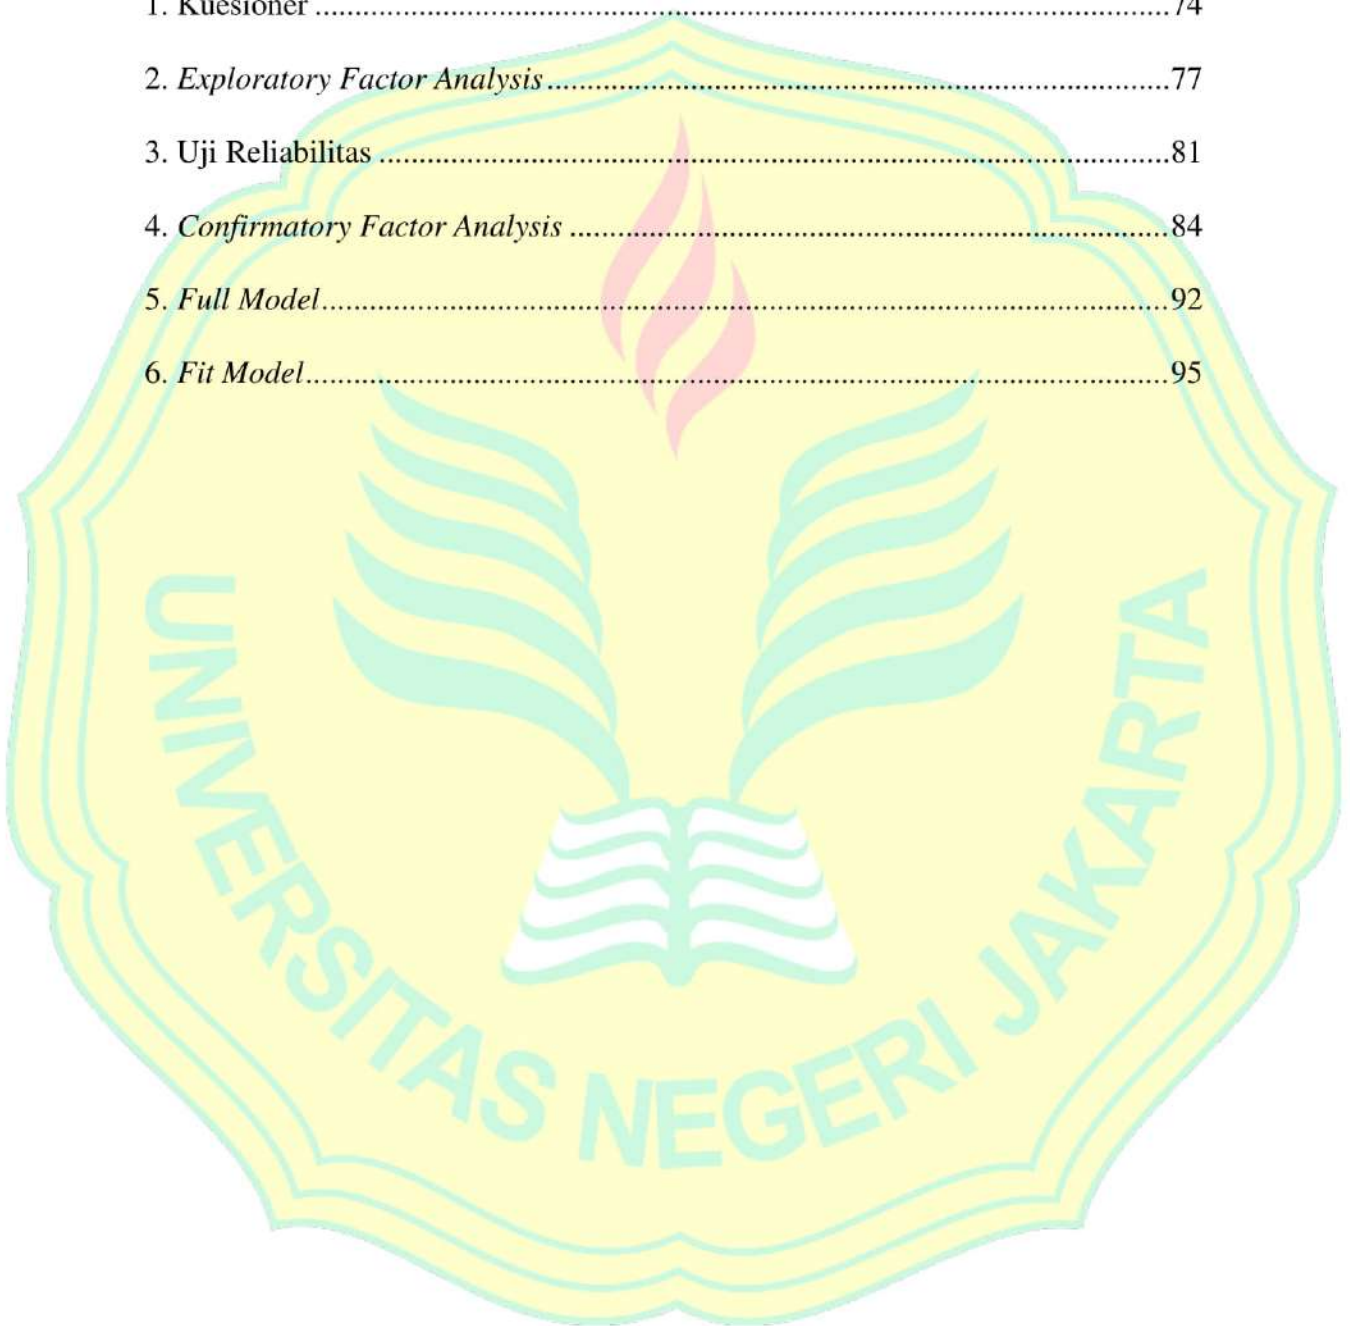 1. Kuesioner ........................................................................................................ 74
2. Exploratory Factor Analysis ........................................................................... 77
3. Uji Reliabilitas ................................................................................................ 81
4. Confirmatory Factor Analysis ........................................................................ 84
5. Full Model ....................................................................................................... 92
6. Fit Model ......................................................................................................... 95
UNIVERSITAS NEGERI JAKARTA